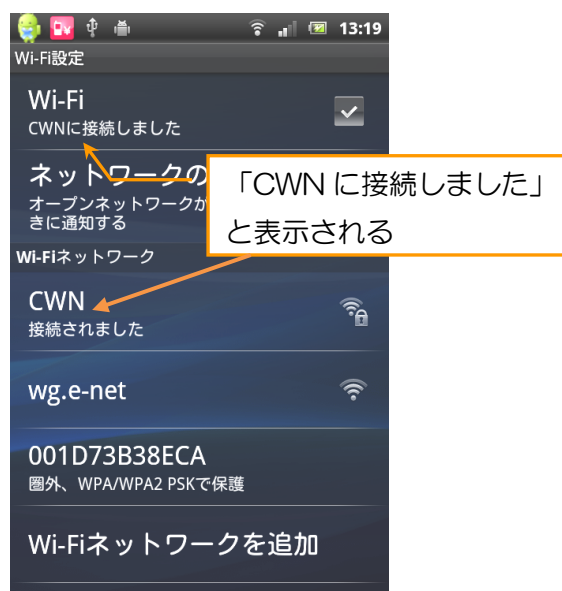 13:19
Wi-Fi設定
Wi-Fi
CWNに接続しました
ネットワークの
オープンネットワークが
きに通知する
「CWN に接続しました」
と表示される
Wi-Fiネットワーク
CWN
接続されました
wg.e-net
001D73B38ECA
圏外、WPA/WPA2 PSKで保護
Wi-Fiネットワークを追加